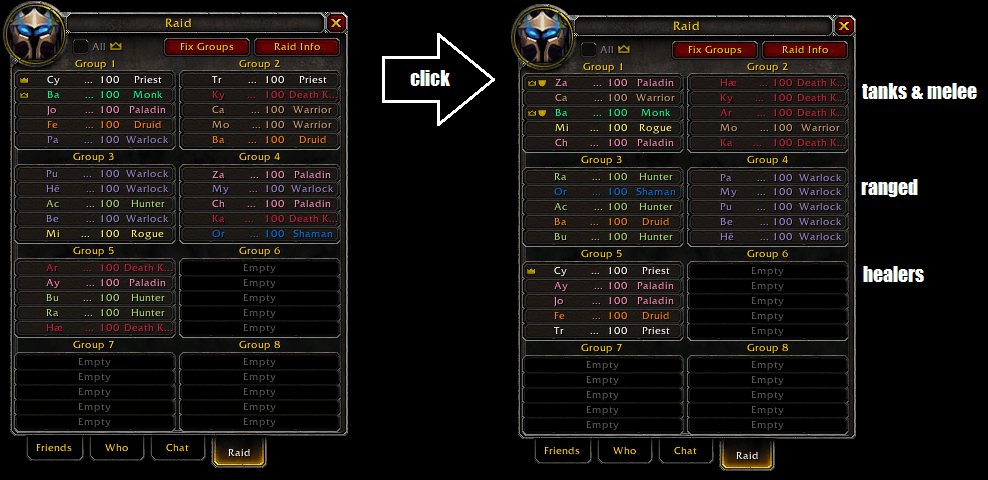 Raid
All Fix Groups Raid Info
Group 1 Group 2
Cy ... 100 Priest Tr ... 100 Priest
Ba ... 100 Monk Ky ... 100 Death K...
Jo ... 100 Paladin Ca ... 100 Warrior
Fe ... 100 Druid Mo ... 100 Warrior
Pa ... 100 Warlock Ba ... 100 Druid
Group 3 Group 4
Pu ... 100 Warlock Za ... 100 Paladin
Hë ... 100 Warlock My ... 100 Warlock
Ac ... 100 Hunter Ch ... 100 Paladin
Be ... 100 Warlock Ka ... 100 Death K...
Mi ... 100 Rogue Or ... 100 Shaman
Group 5 Group 6
Ar ... 100 Death K... Empty
Ay ... 100 Paladin Empty
Bu ... 100 Hunter Empty
Ra ... 100 Hunter Empty
Hæ ... 100 Death K... Empty
Group 7 Group 8
Empty Empty
Empty Empty
Empty Empty
Empty Empty
Empty Empty
Friends Who Chat Raid
click
Raid
All Fix Groups Raid Info
Group 1 Group 2
Za ... 100 Paladin Hæ ... 100 Death K...
Ca ... 100 Warrior Ky ... 100 Death K...
Ba ... 100 Monk Ar ... 100 Death K...
Mi ... 100 Rogue Mo ... 100 Warrior
Ch ... 100 Paladin Ka ... 100 Death K...
tanks & melee
Group 3 Group 4
Ra ... 100 Hunter Pa ... 100 Warlock
Or ... 100 Shaman My ... 100 Warlock
Ac ... 100 Hunter Pu ... 100 Warlock
Ba ... 100 Druid Be ... 100 Warlock
Bu ... 100 Hunter Hë ... 100 Warlock
ranged
Group 5 Group 6
Cy ... 100 Priest Empty
Ay ... 100 Paladin Empty
Jo ... 100 Paladin Empty
Fe ... 100 Druid Empty
Tr ... 100 Priest Empty
healers
Group 7 Group 8
Empty Empty
Empty Empty
Empty Empty
Empty Empty
Empty Empty
Friends Who Chat Raid